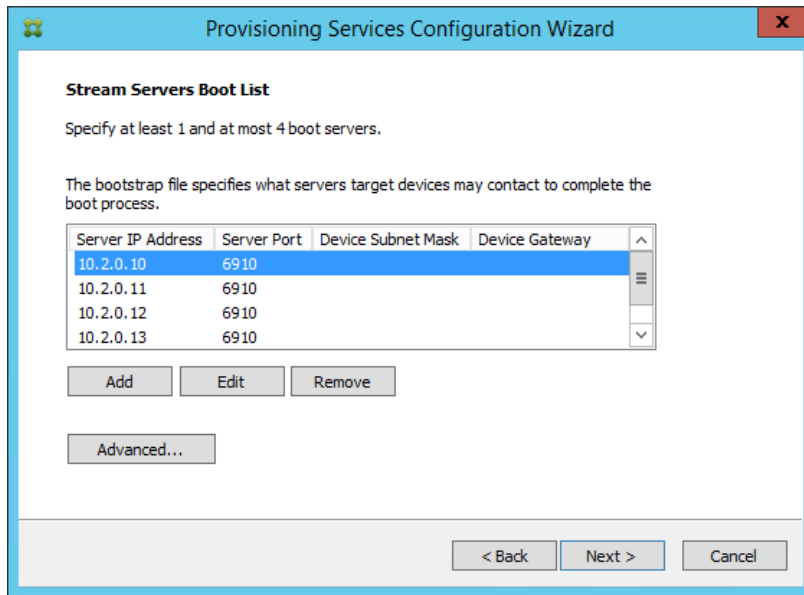 Provisioning Services Configuration Wizard
x
Stream Servers Boot List
Specify at least 1 and at most 4 boot servers.
The bootstrap file specifies what servers target devices may contact to complete the
boot process.
Server IP Address Server Port Device Subnet Mask Device Gateway
10.2.0.10 6910
10.2.0.11 6910
10.2.0.12 6910
10.2.0.13 6910
Add Edit Remove
Advanced...
< Back Next > Cancel